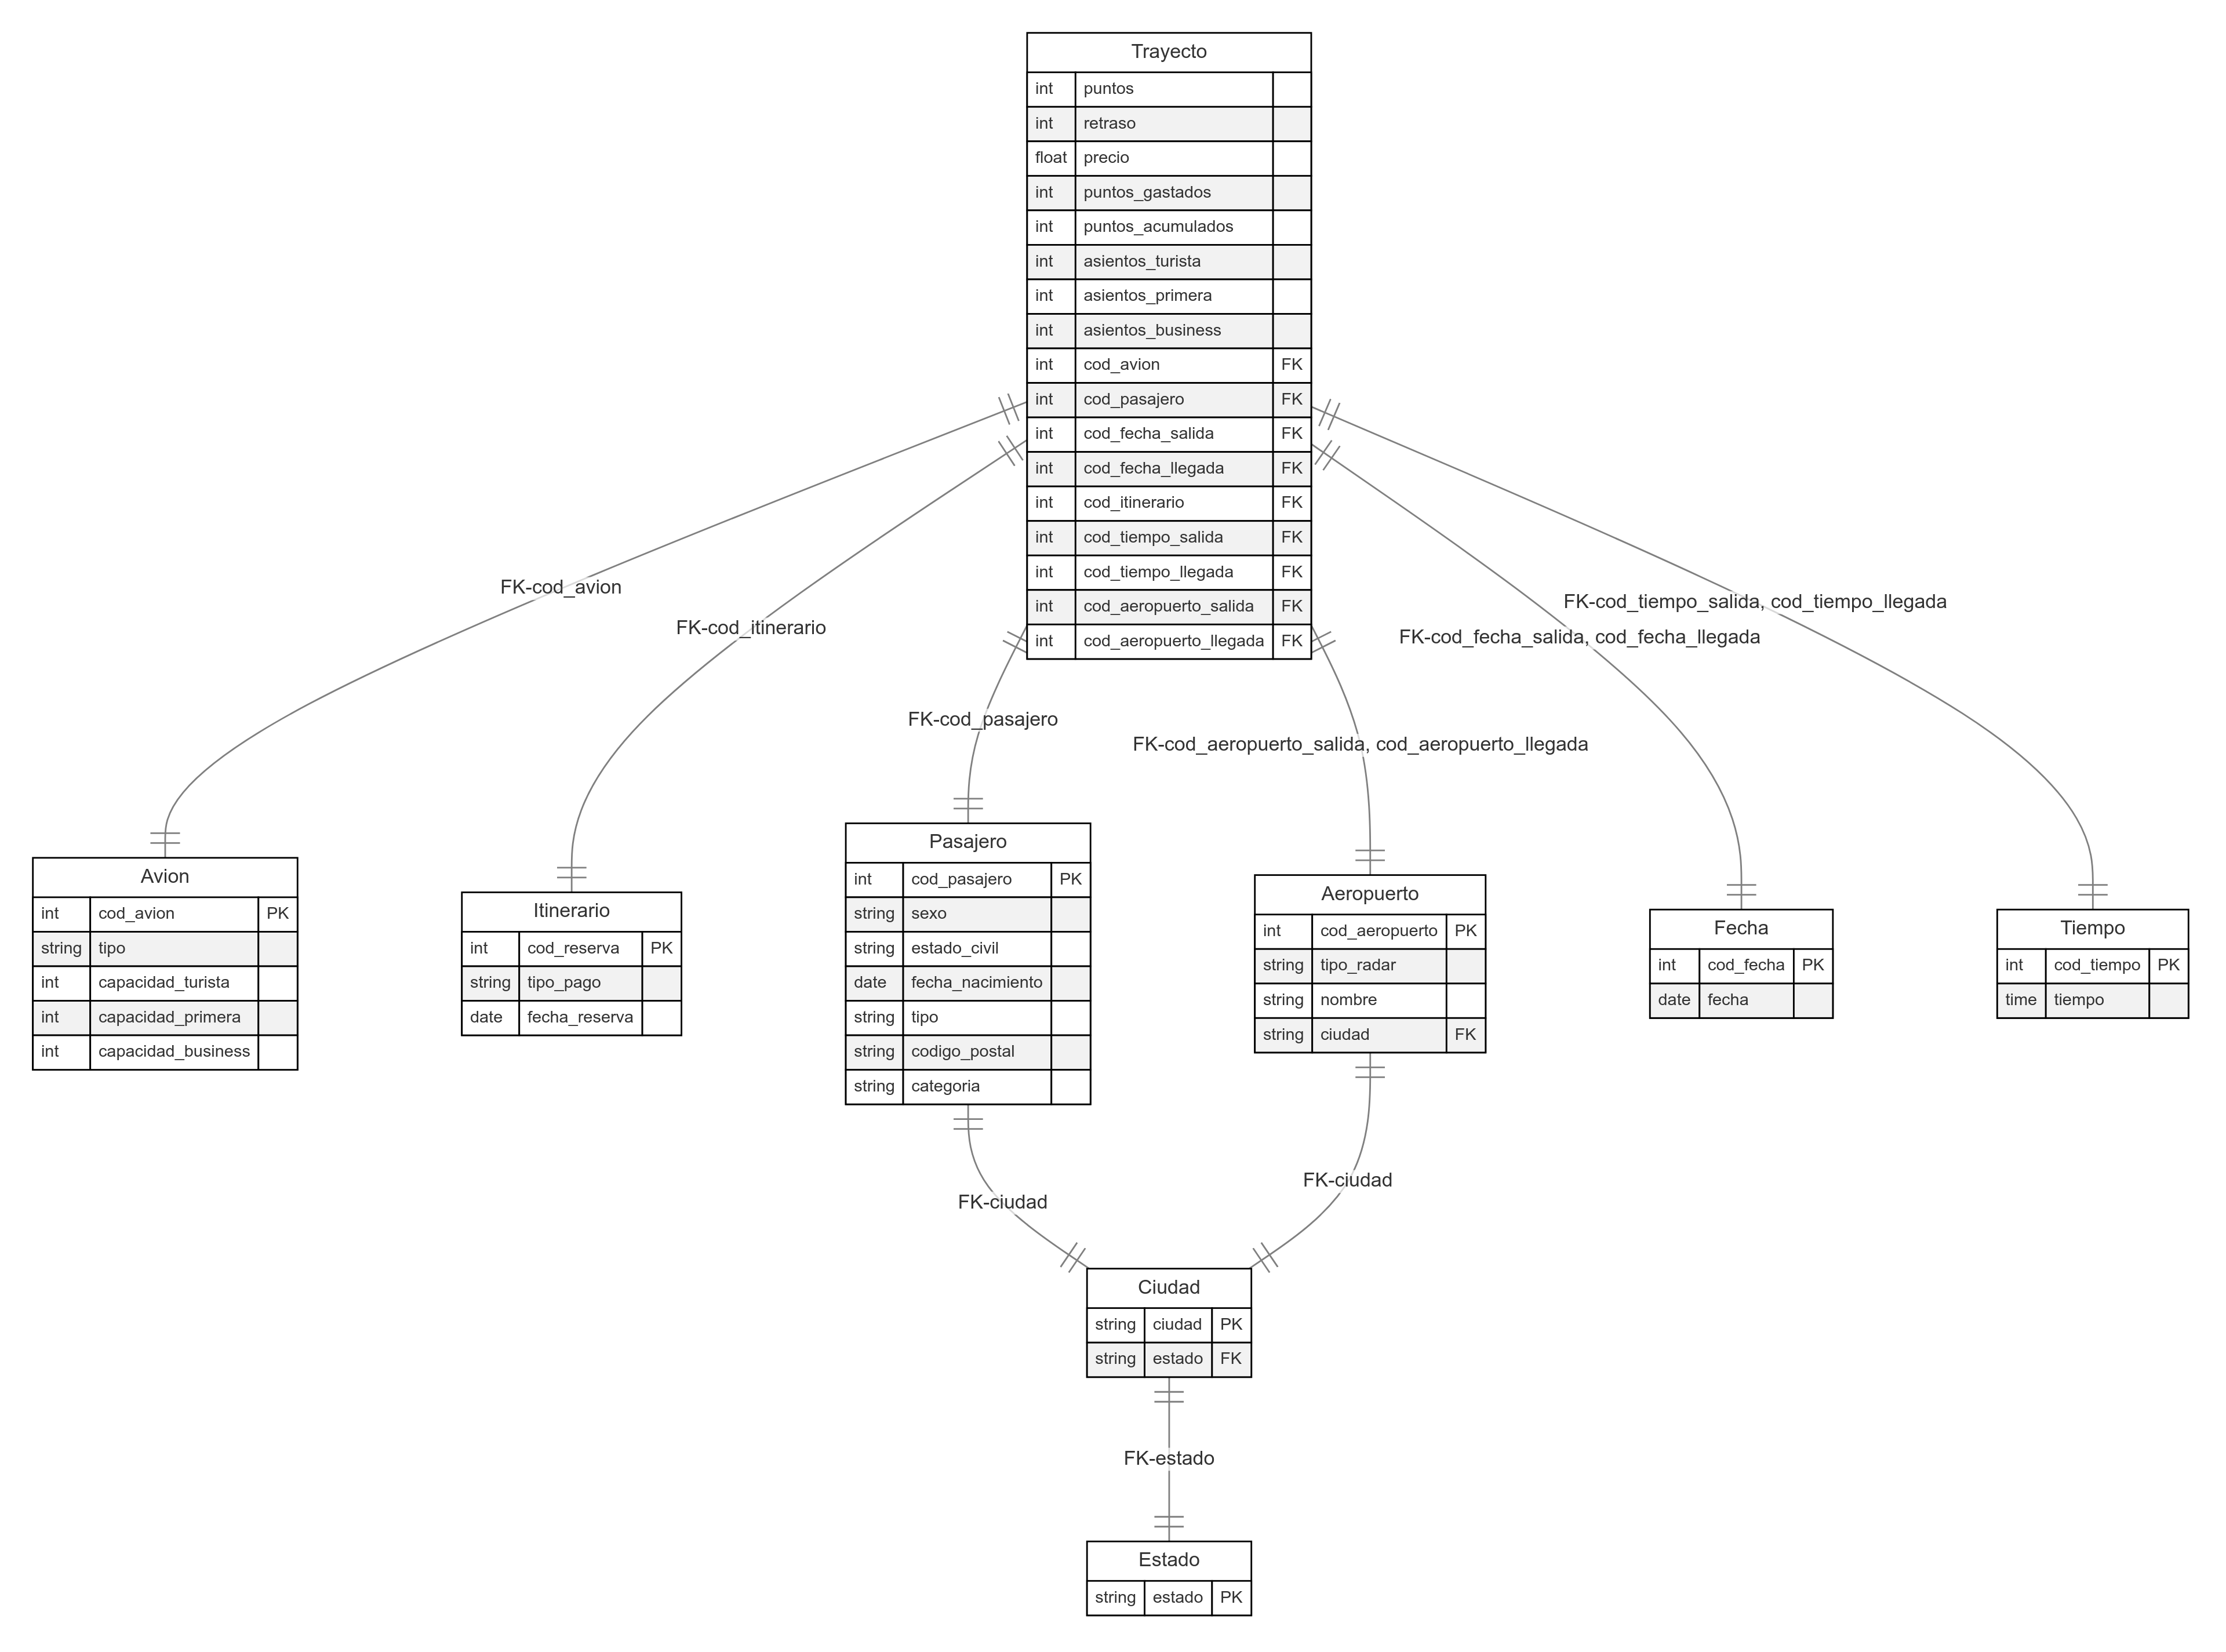 Trayecto
int puntos
int retraso
float precio
int puntos_gastados
int puntos_acumulados
int asientos_turista
int asientos_primera
int asientos_business
int cod_avion FK
int cod_pasajero FK
int cod_fecha_salida FK
int cod_fecha_llegada FK
int cod_itinerario FK
int cod_tiempo_salida FK
int cod_tiempo_llegada FK
int cod_aeropuerto_salida FK
int cod_aeropuerto_llegada FK
FK-cod_avion
FK-cod_itinerario
FK-cod_pasajero
FK-cod_aeropuerto_salida, cod_aeropuerto_llegada
FK-cod_fecha_salida, cod_fecha_llegada
FK-cod_tiempo_salida, cod_tiempo_llegada
Avion
int cod_avion PK
string tipo
int capacidad_turista
int capacidad_primera
int capacidad_business
Itinerario
int cod_reserva PK
string tipo_pago
date fecha_reserva
Pasajero
int cod_pasajero PK
string sexo
string estado_civil
date fecha_nacimiento
string tipo
string codigo_postal
string categoria
Aeropuerto
int cod_aeropuerto PK
string tipo_radar
string nombre
string ciudad FK
Fecha
int cod_fecha PK
date fecha
Tiempo
int cod_tiempo PK
time tiempo
FK-ciudad
FK-ciudad
Ciudad
string ciudad PK
string estado FK
FK-estado
Estado
string estado PK